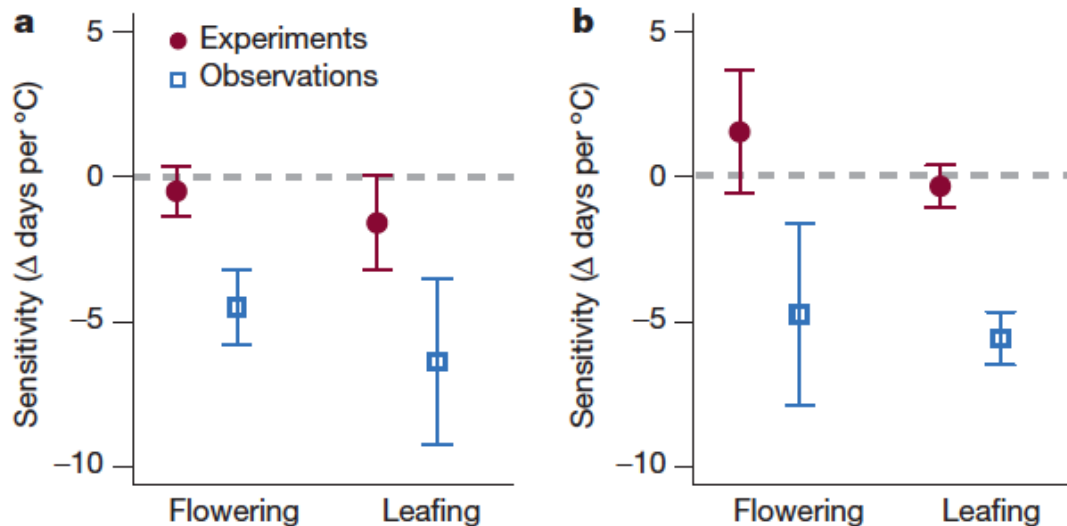 a
5
Experiments
Observations
0
–5
–10
Sensitivity (Δ days per °C)
Flowering Leafing
b
5
0
–5
–10
Sensitivity (Δ days per °C)
Flowering Leafing